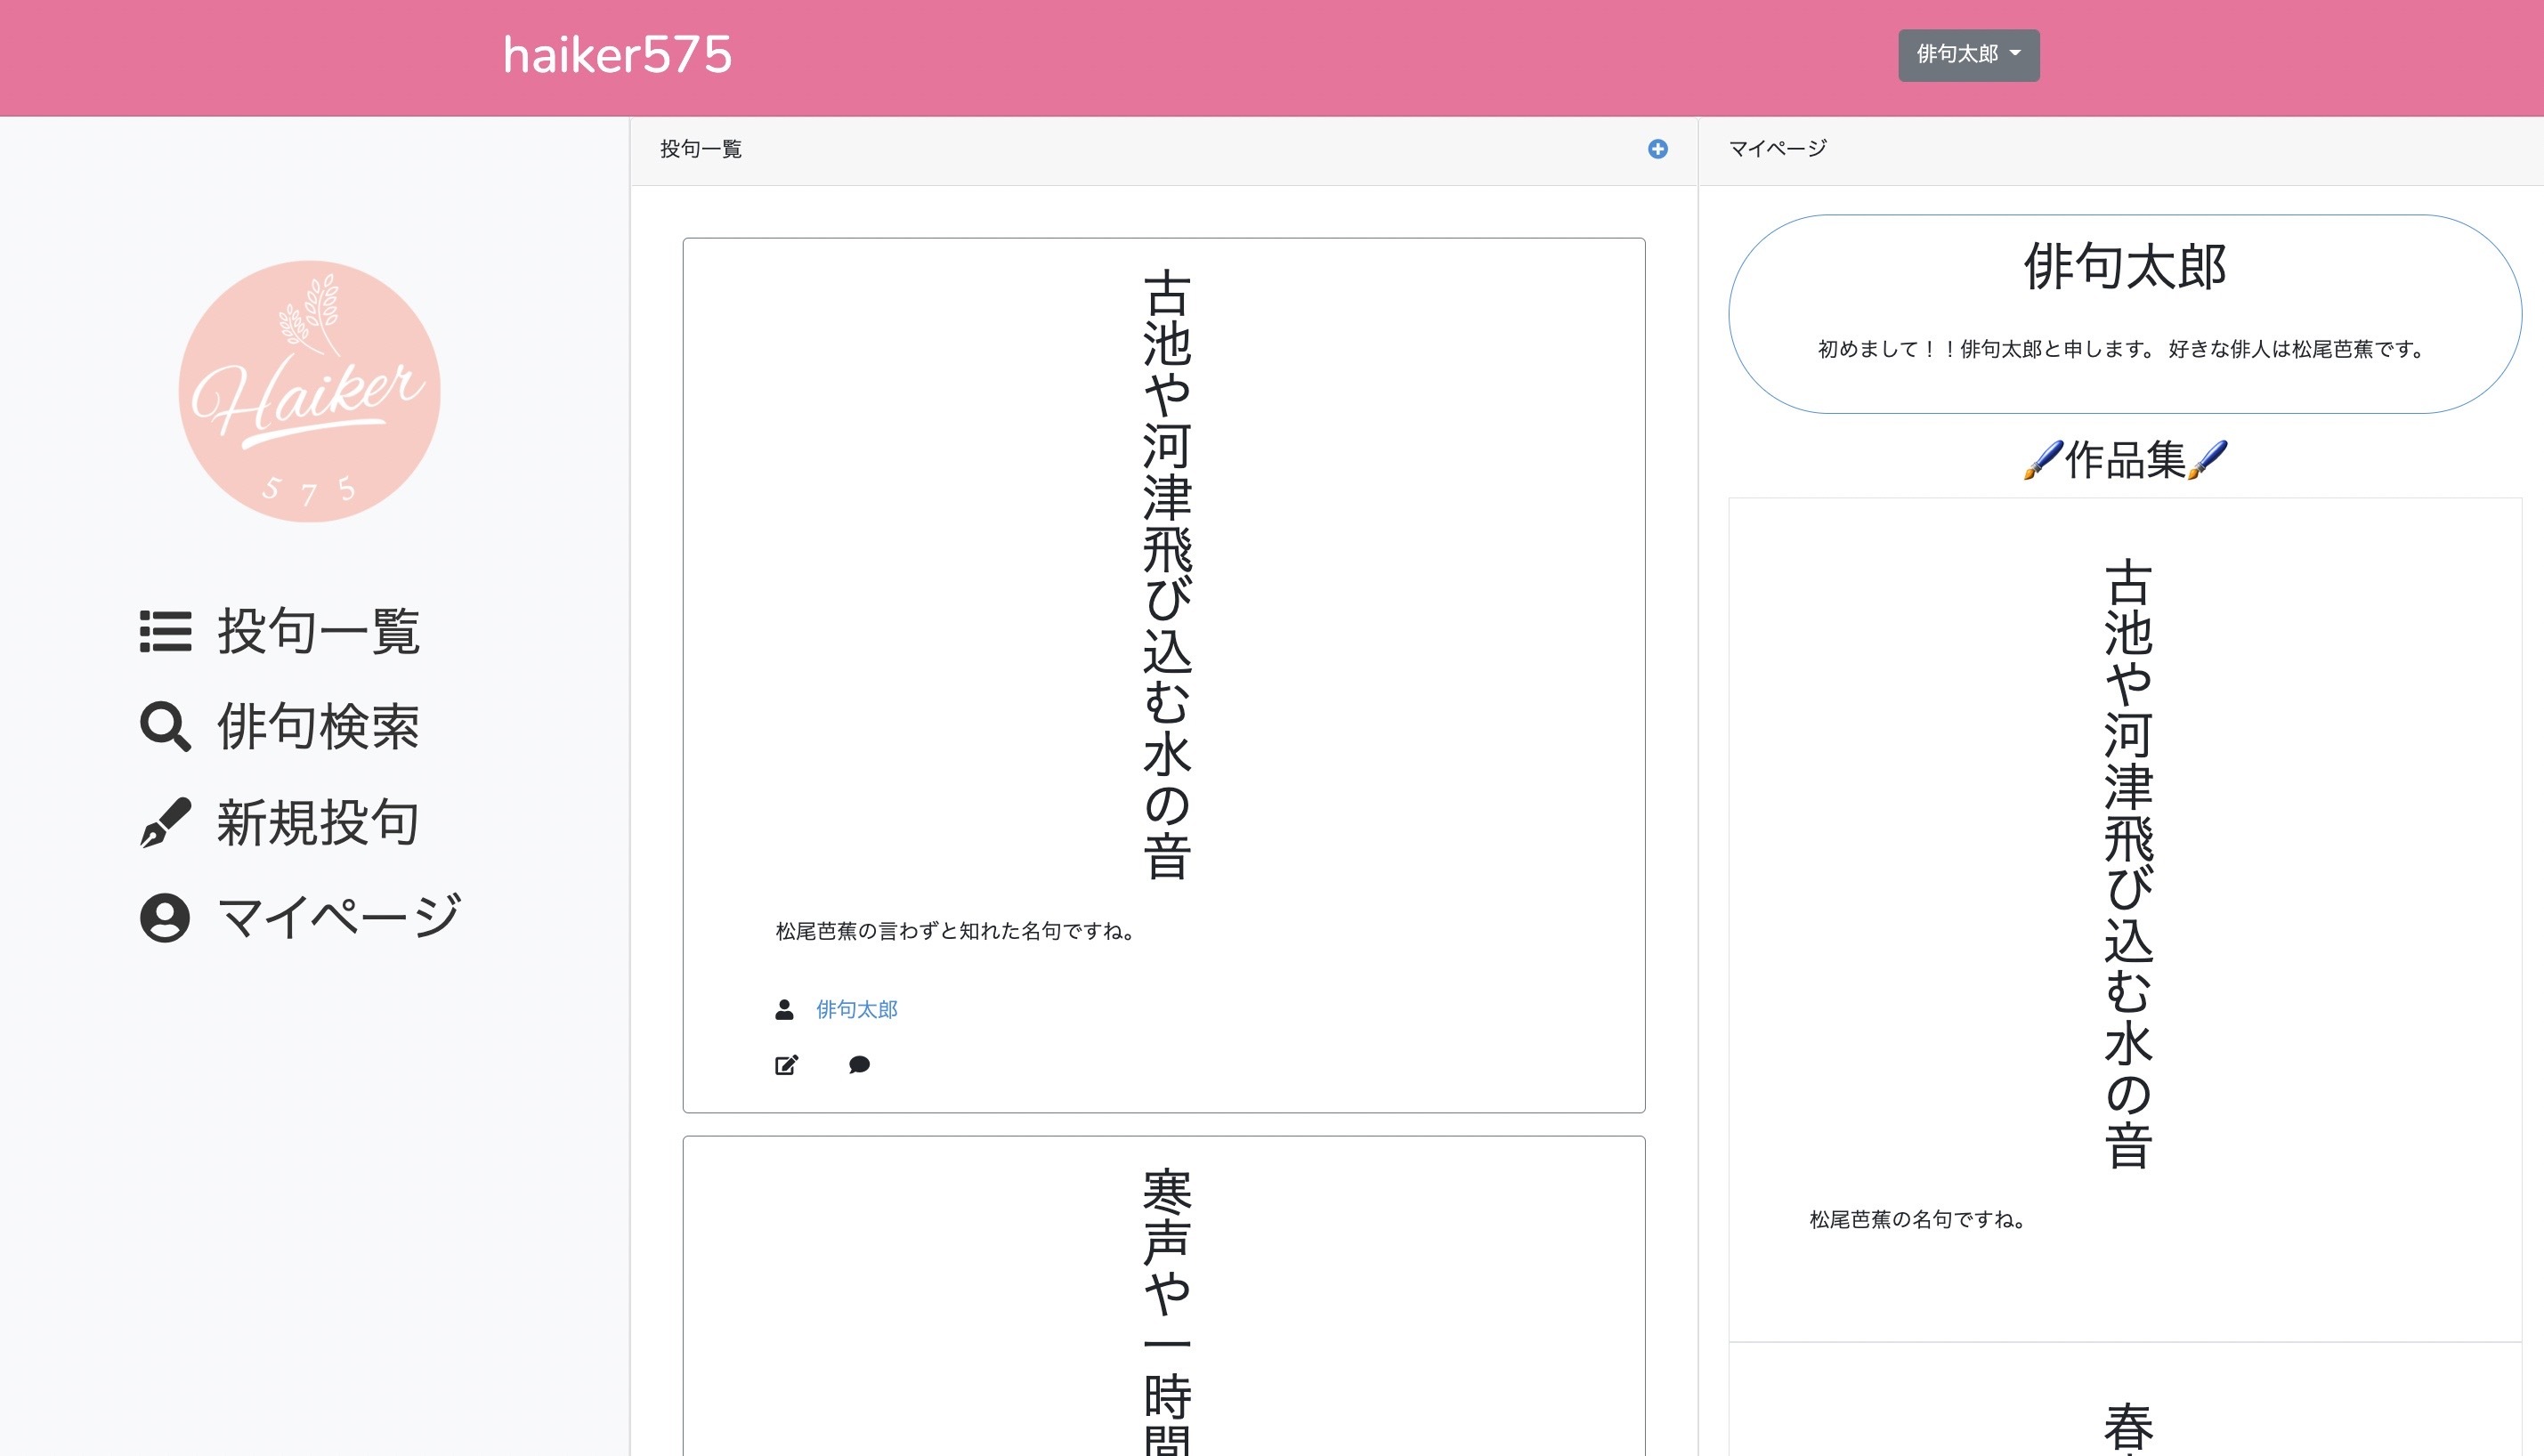 haiker575
俳句太郎
Haiker
5 7 5
投句一覧
俳句検索
新規投句
マイページ
投句一覧
古池や河津飛び込む水の音
松尾芭蕉の言わずと知れた名句ですね。
俳句太郎
寒声や一時間
マイページ
俳句太郎
初めまして！！俳句太郎と申します。 好きな俳人は松尾芭蕉です。
🖌️作品集🖌️
古池や河津飛び込む水の音
松尾芭蕉の名句ですね。
春